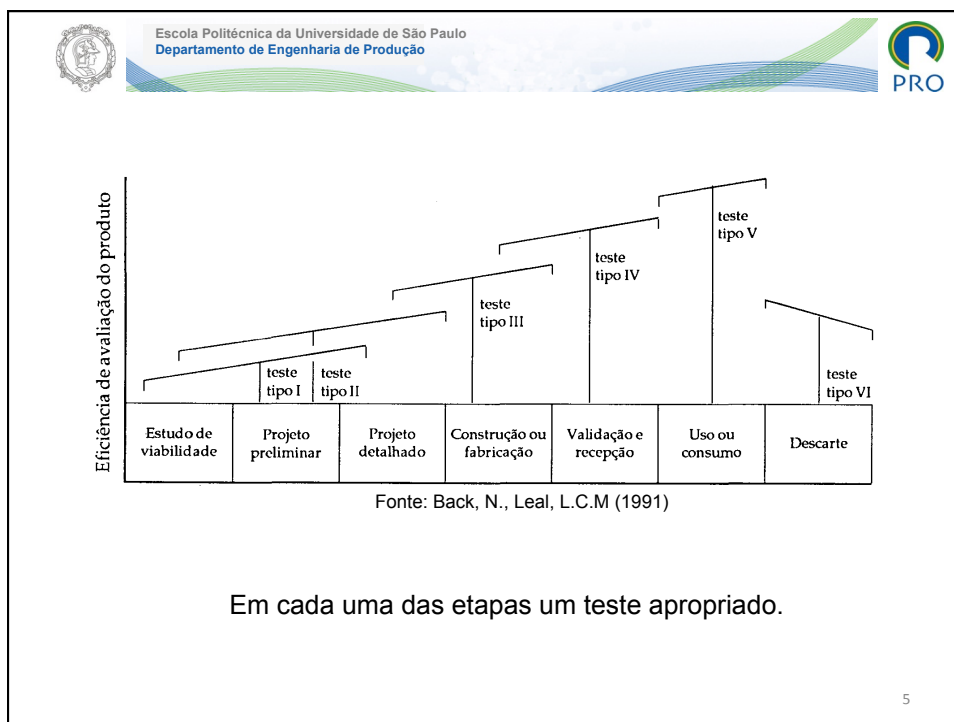 Escola Politécnica da Universidade de São Paulo
Departamento de Engenharia de Produção
PRO
Eficiência de avaliação do produto
teste
tipo I
teste
tipo II
teste
tipo III
teste
tipo IV
teste
tipo V
teste
tipo VI
Estudo de
viabilidade
Projeto
preliminar
Projeto
detalhado
Construção ou
fabricação
Validação e
recepção
Uso ou
consumo
Descarte
Fonte: Back, N., Leal, L.C.M (1991)
Em cada uma das etapas um teste apropriado.
5